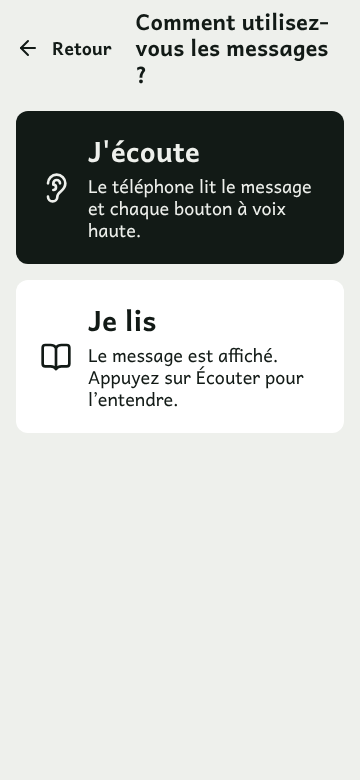 Retour
Comment utilisez-
vous les messages
?
J'écoute
Le téléphone lit le message
et chaque bouton à voix
haute.
Je lis
Le message est affiché.
Appuyez sur Écouter pour
l’entendre.